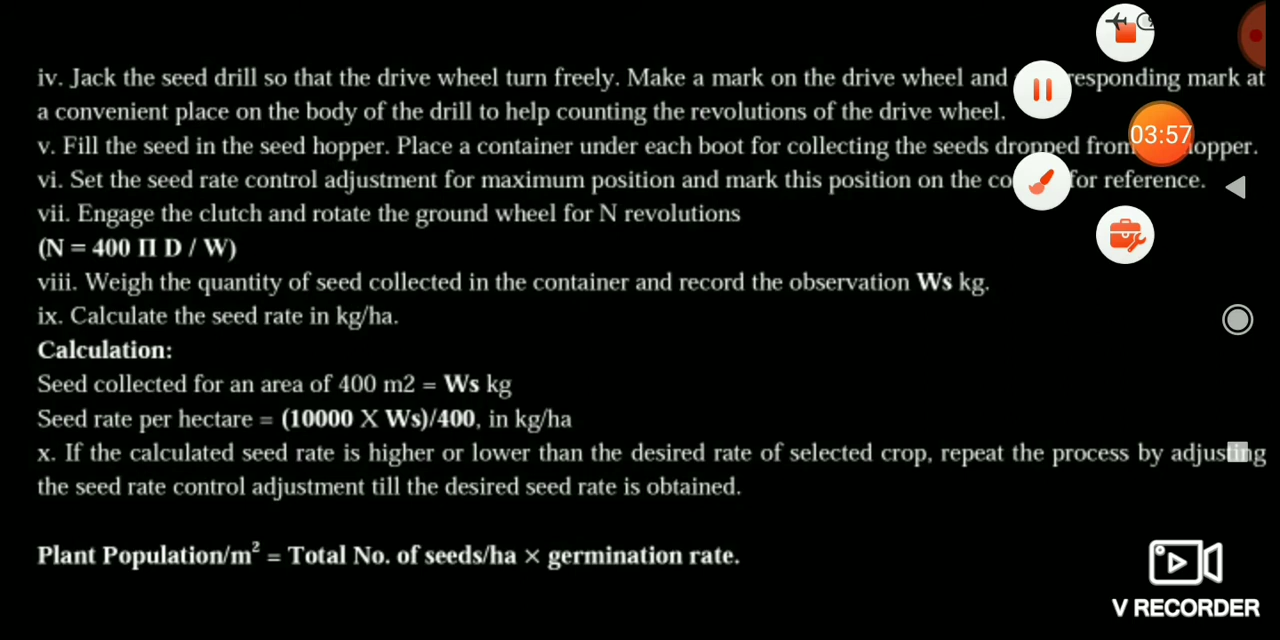 iv. Jack the seed drill so that the drive wheel turn freely. Make a mark on the drive wheel and responding mark at
a convenient place on the body of the drill to help counting the revolutions of the drive wheel.
03:57
v. Fill the seed in the seed hopper. Place a container under each boot for collecting the seeds dropped from opper.
vi. Set the seed rate control adjustment for maximum position and mark this position on the co for reference.
vii. Engage the clutch and rotate the ground wheel for N revolutions
(N = 400 Π D / W)
viii. Weigh the quantity of seed collected in the container and record the observation Ws kg.
ix. Calculate the seed rate in kg/ha.
Calculation:
Seed collected for an area of 400 m2 = Ws kg
Seed rate per hectare = (10000 X Ws)/400, in kg/ha
x. If the calculated seed rate is higher or lower than the desired rate of selected crop, repeat the process by adjusting
the seed rate control adjustment till the desired seed rate is obtained.
Plant Population/m² = Total No. of seeds/ha × germination rate.
V RECORDER